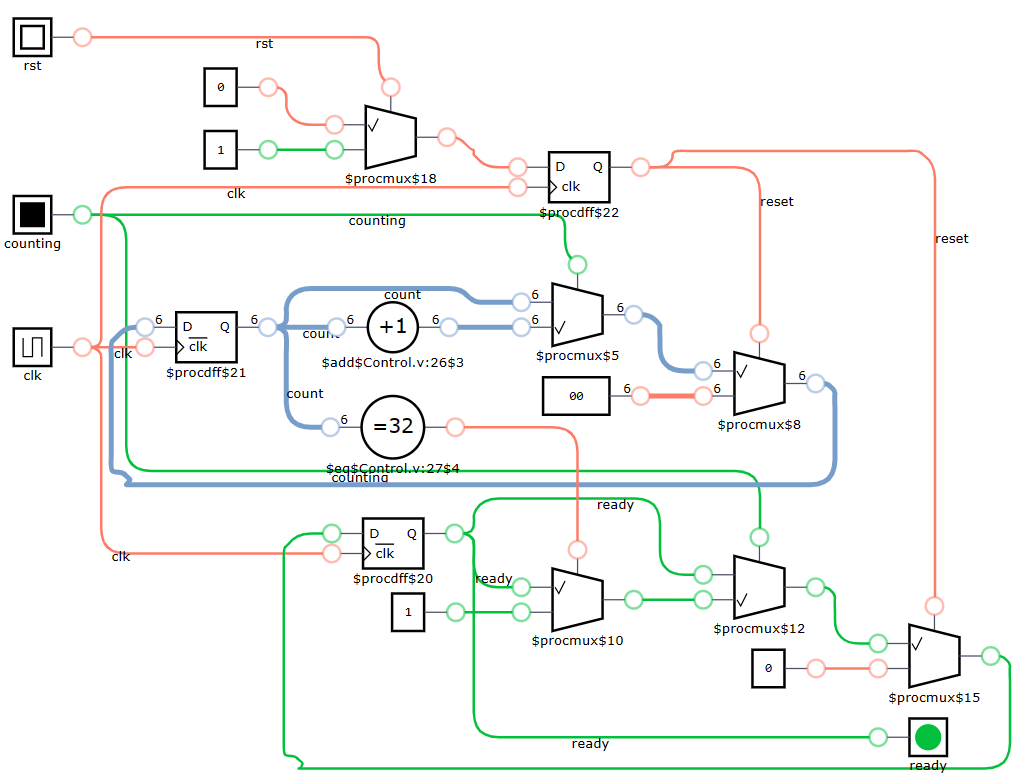 rst
rst
0
1
$procmux$18
D Q
clk
$procdff$22
clk
counting
counting
reset
reset
count
6
6
6
$procmux$5
6 D Q 6
clk
$procdff$21
count
6 +1 6
$add$Control.v:26$3
clk
clk
count
6 =32
$eq$Control.v:27$4
00 6
6
6
6
$procmux$8
counting
ready
D Q
clk
$procdff$20
clk
ready
1
$procmux$10
$procmux$12
0
$procmux$15
ready
ready